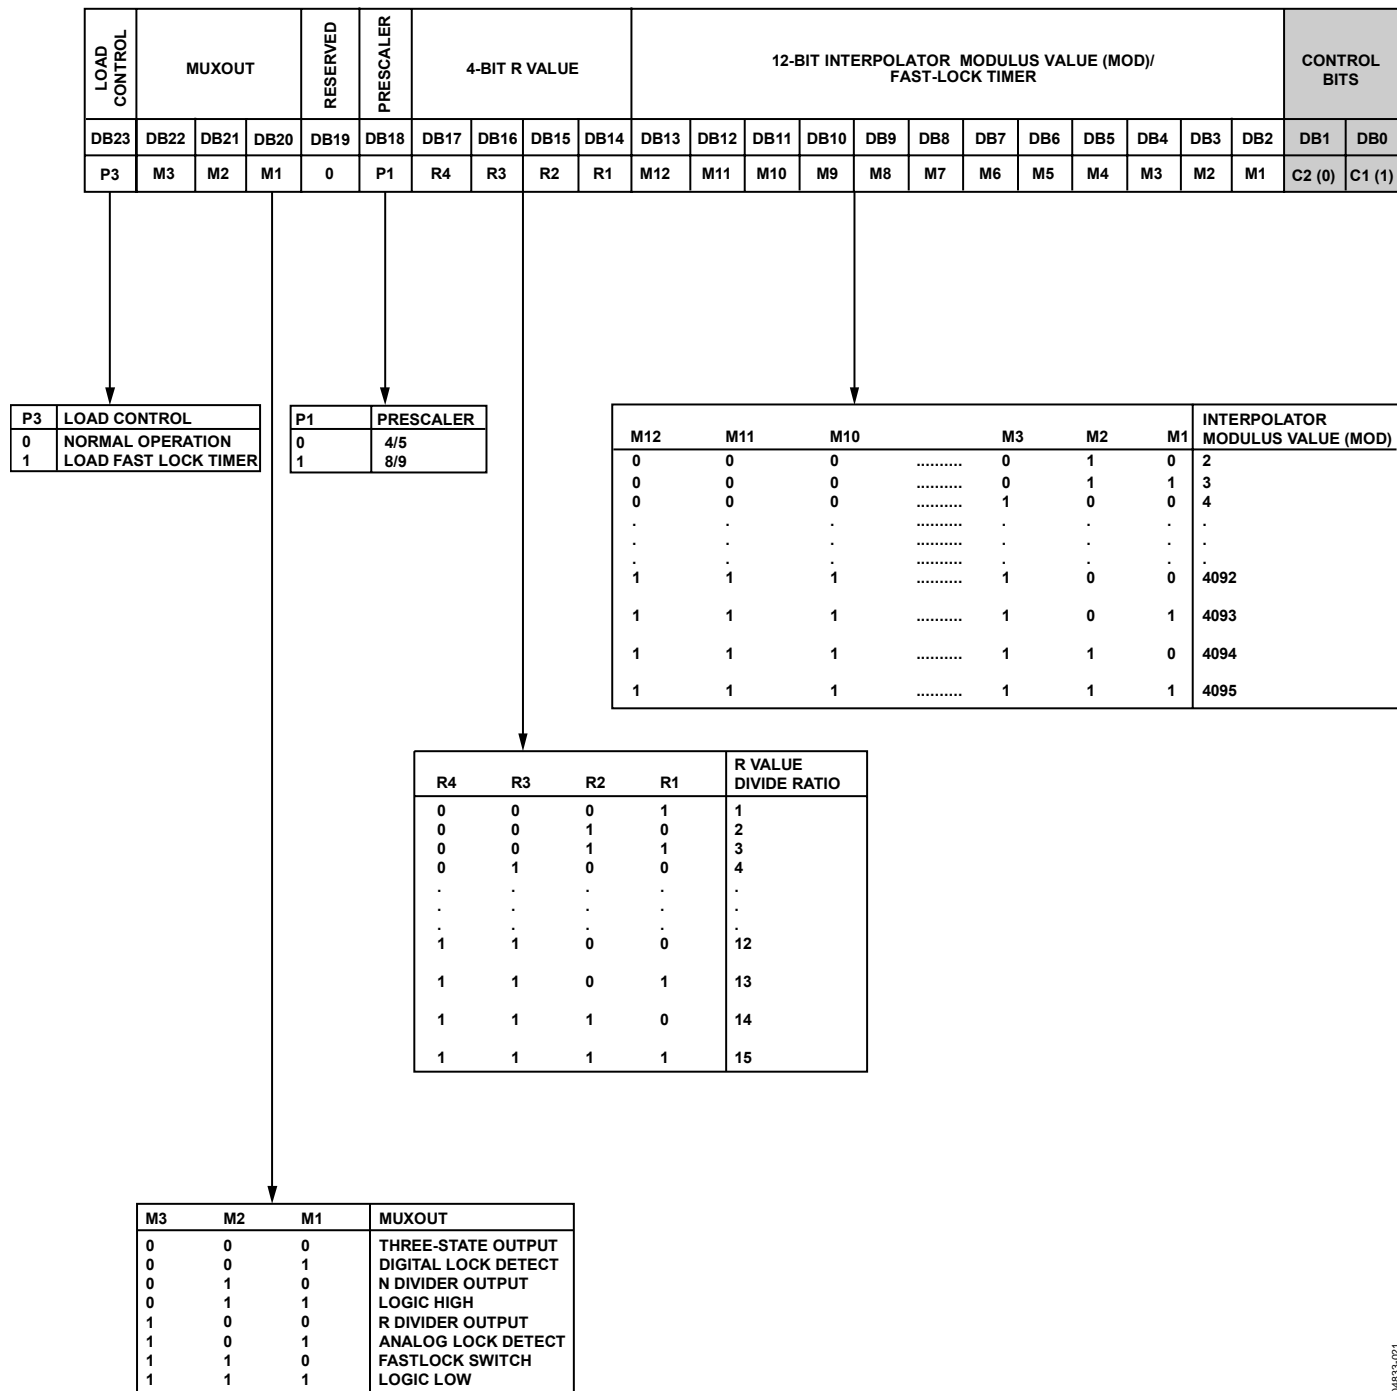 LOAD CONTROL
MUXOUT
RESERVED
PRESCALER
4-BIT R VALUE
12-BIT INTERPOLATOR MODULUS VALUE (MOD)/
FAST-LOCK TIMER
CONTROL
BITS
DB23 DB22 DB21 DB20 DB19 DB18 DB17 DB16 DB15 DB14 DB13 DB12 DB11 DB10 DB9 DB8 DB7 DB6 DB5 DB4 DB3 DB2 DB1 DB0
P3 M3 M2 M1 0 P1 R4 R3 R2 R1 M12 M11 M10 M9 M8 M7 M6 M5 M4 M3 M2 M1 C2 (0) C1 (1)
P3 LOAD CONTROL
0 NORMAL OPERATION
1 LOAD FAST LOCK TIMER
P1 PRESCALER
0 4/5
1 8/9
M12 M11 M10 M3 M2 M1 INTERPOLATOR
MODULUS VALUE (MOD)
0 0 0 .......... 0 1 0 2
0 0 0 .......... 0 1 1 3
0 0 0 .......... 1 0 0 4
. . . .......... . . . .
. . . .......... . . . .
. . . .......... . . . .
1 1 1 .......... 1 0 0 4092
1 1 1 .......... 1 0 1 4093
1 1 1 .......... 1 1 0 4094
1 1 1 .......... 1 1 1 4095
R4 R3 R2 R1 R VALUE
DIVIDE RATIO
0 0 0 1 1
0 0 1 0 2
0 0 1 1 3
0 1 0 0 4
. . . . .
. . . . .
. . . . .
1 1 0 0 12
1 1 0 1 13
1 1 1 0 14
1 1 1 1 15
M3 M2 M1 MUXOUT
0 0 0 THREE-STATE OUTPUT
0 0 1 DIGITAL LOCK DETECT
0 1 0 N DIVIDER OUTPUT
0 1 1 LOGIC HIGH
1 0 0 R DIVIDER OUTPUT
1 0 1 ANALOG LOCK DETECT
1 1 0 FASTLOCK SWITCH
1 1 1 LOGIC LOW